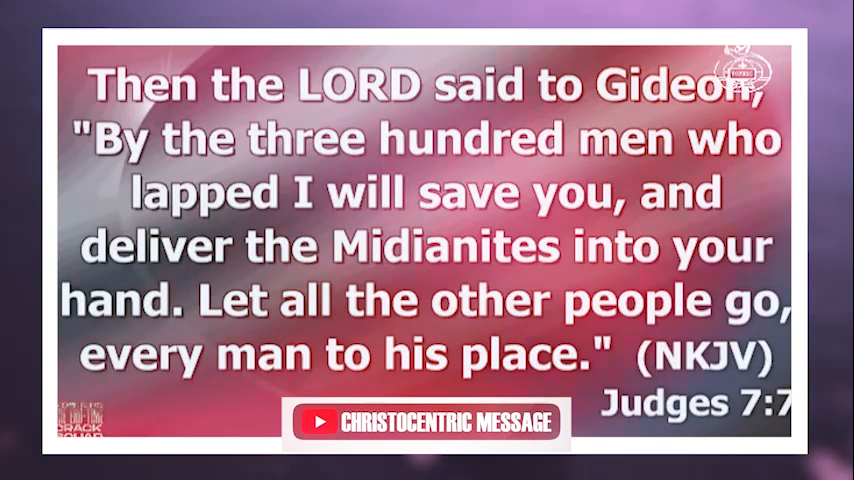 Then the LORD said to Gideon,
"By the three hundred men who
lapped I will save you, and
deliver the Midianites into your
hand. Let all the other people go,
every man to his place." (NKJV)
Judges 7:7
CRACK
SQUAD
CHRISTOCENTRIC MESSAGE